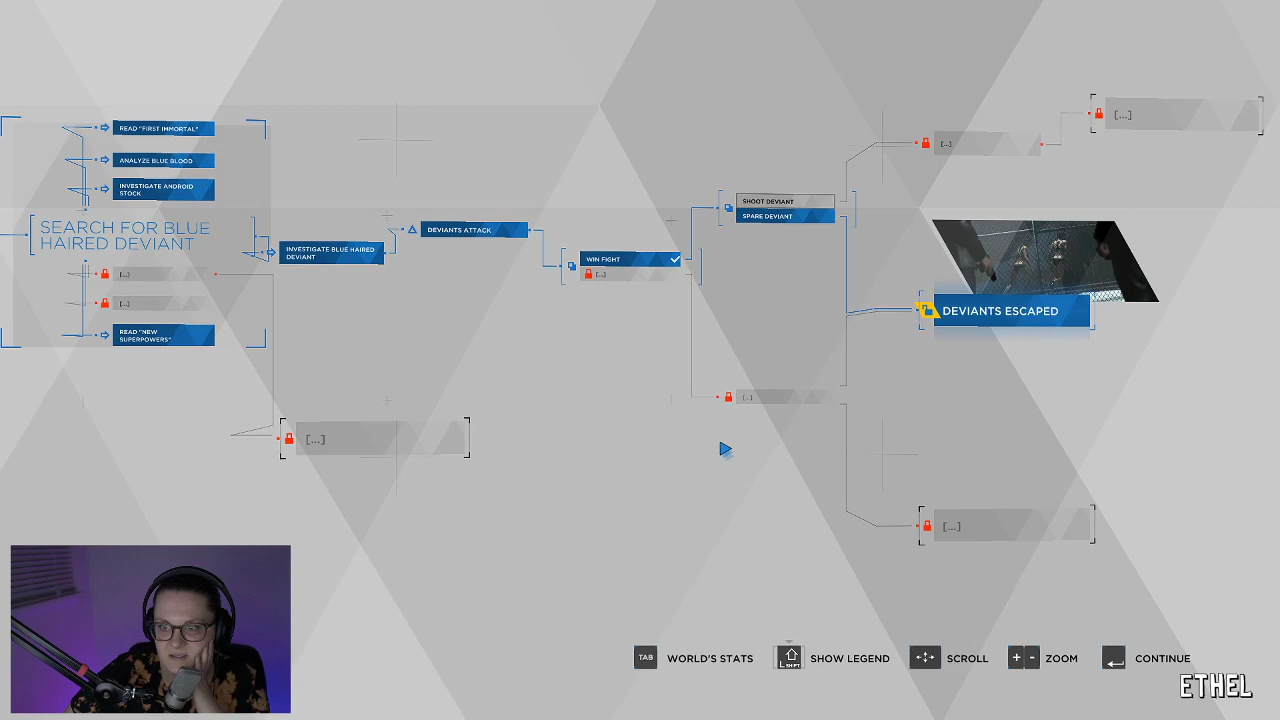 READ "FIRST IMMORTAL"
ANALYZE BLUE BLOOD
INVESTIGATE ANDROID
STOCK
SEARCH FOR BLUE
HAIRED DEVIANT
[...]
[...]
READ "NEW
SUPERPOWERS"
INVESTIGATE BLUE HAIRED
DEVIANT
[...]
DEVIANTS ATTACK
WIN FIGHT
[...]
SHOOT DEVIANT
SPARE DEVIANT
[...]
[...]
[...]
DEVIANTS ESCAPED
[...]
TAB WORLD'S STATS
L SHIFT SHOW LEGEND
SCROLL
+ - ZOOM
CONTINUE
ETHEL